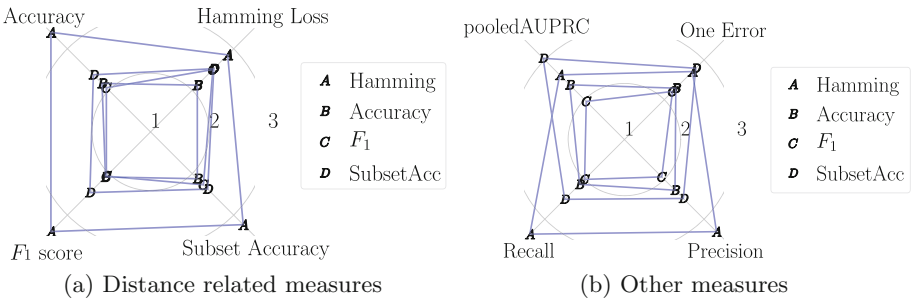 Accuracy
Hamming Loss
A
A
D
D
C
B
C
B
1
2
3
B
C
B
C
D
D
A
A
F1 score
Subset Accuracy
A Hamming
B Accuracy
C F1
D SubsetAcc
(a) Distance related measures
pooledAUPRC
One Error
D
D
A
A
B
B
C
C
1
2
3
C
C
B
B
D
D
A
A
Recall
Precision
A Hamming
B Accuracy
C F1
D SubsetAcc
(b) Other measures